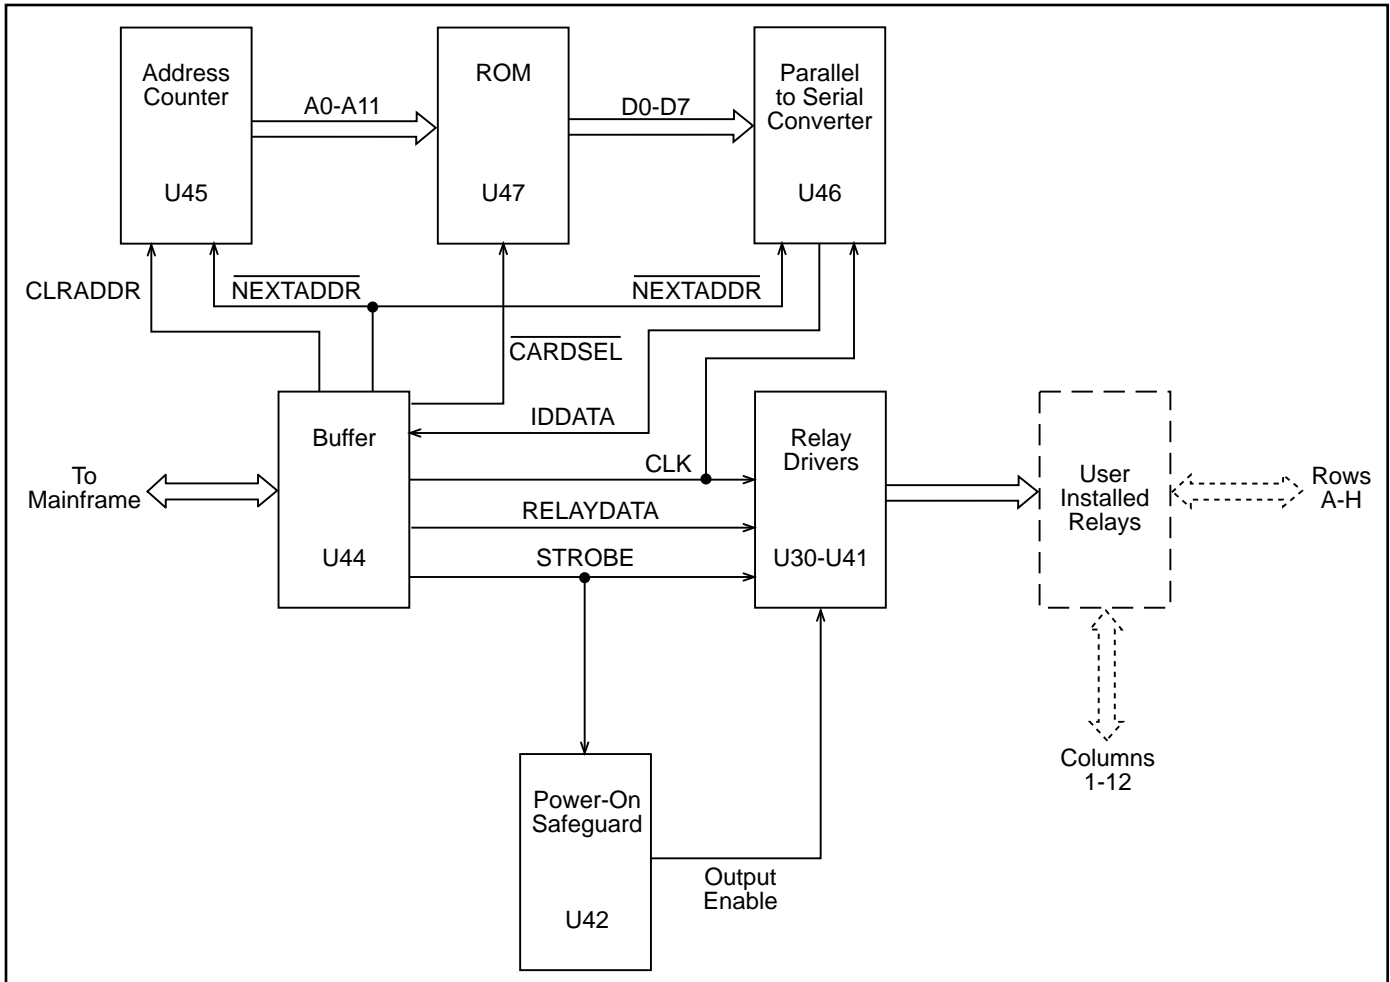 Address
Counter
U45
A0-A11
ROM
U47
D0-D7
Parallel
to Serial
Converter
U46
CLRADDR
NEXTADDR
NEXTADDR
CARDSEL
IDDATA
Buffer
U44
To
Mainframe
CLK
RELAYDATA
STROBE
Relay
Drivers
U30-U41
User
Installed
Relays
Rows
A-H
Columns
1-12
Power-On
Safeguard
U42
Output
Enable